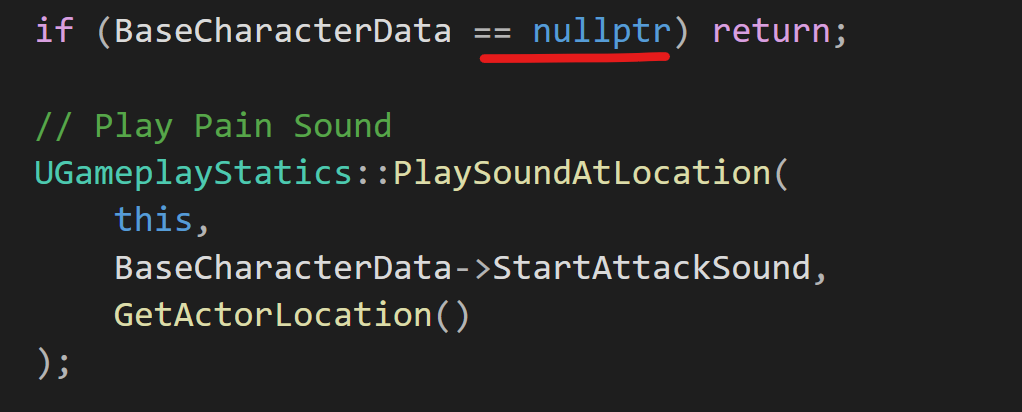 if (BaseCharacterData == nullptr) return;
// Play Pain Sound
UGameplayStatics::PlaySoundAtLocation(
this,
BaseCharacterData->StartAttackSound,
GetActorLocation()
);